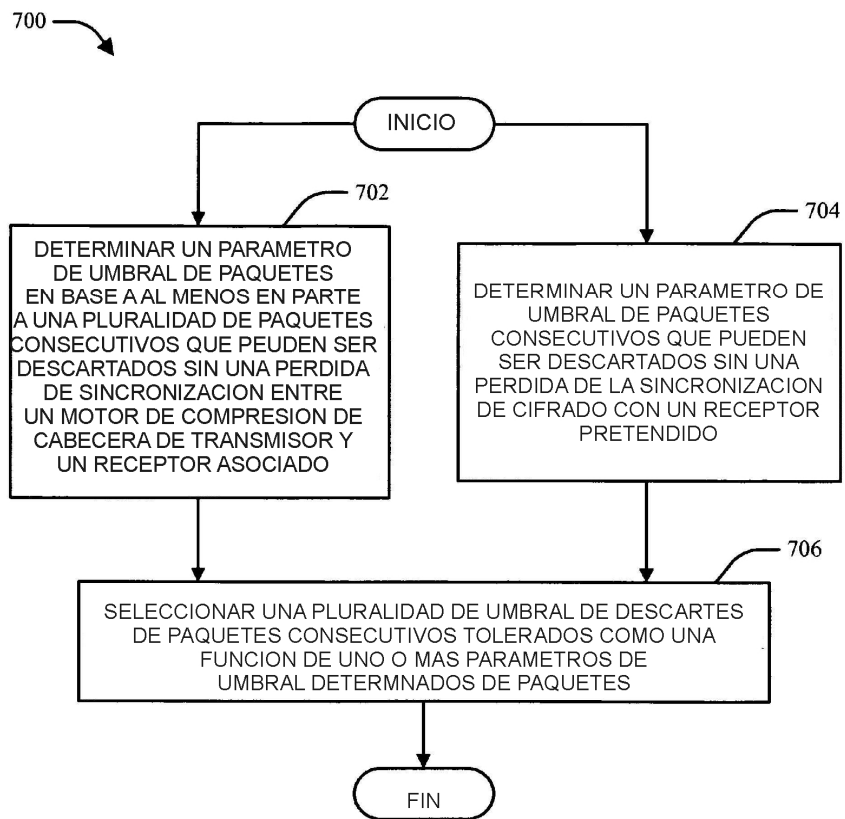 700
INICIO
702
DETERMINAR UN PARAMETRO
DE UMBRAL DE PAQUETES
EN BASE A AL MENOS EN PARTE
A UNA PLURALIDAD DE PAQUETES
CONSECUTIVOS QUE PEUDEN SER
DESCARTADOS SIN UNA PERDIDA
DE SINCRONIZACION ENTRE
UN MOTOR DE COMPRESION DE
CABECERA DE TRANSMISOR Y
UN RECEPTOR ASOCIADO
704
DETERMINAR UN PARAMETRO DE
UMBRAL DE PAQUETES
CONSECUTIVOS QUE PUEDEN
SER DESCARTADOS SIN UNA
PERDIDA DE LA SINCRONIZACION
DE CIFRADO CON UN RECEPTOR
PRETENDIDO
706
SELECCIONAR UNA PLURALIDAD DE UMBRAL DE DESCARTES
DE PAQUETES CONSECUTIVOS TOLERADOS COMO UNA
FUNCION DE UNO O MAS PARAMETROS DE
UMBRAL DETERMNADOS DE PAQUETES
FIN